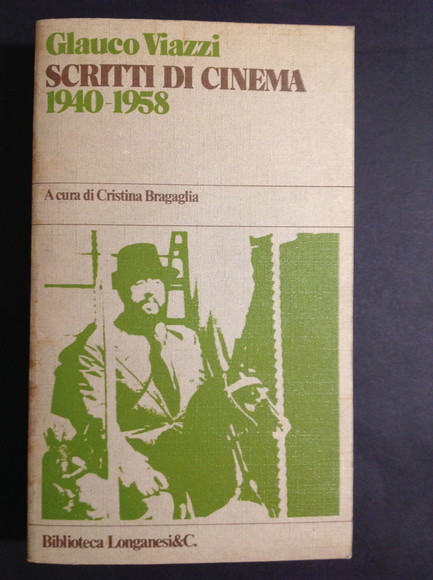 Glauco Viazzi
SCRITTI DI CINEMA
1940-1958
A cura di Cristina Bragaglia
Biblioteca Longanesi&C.